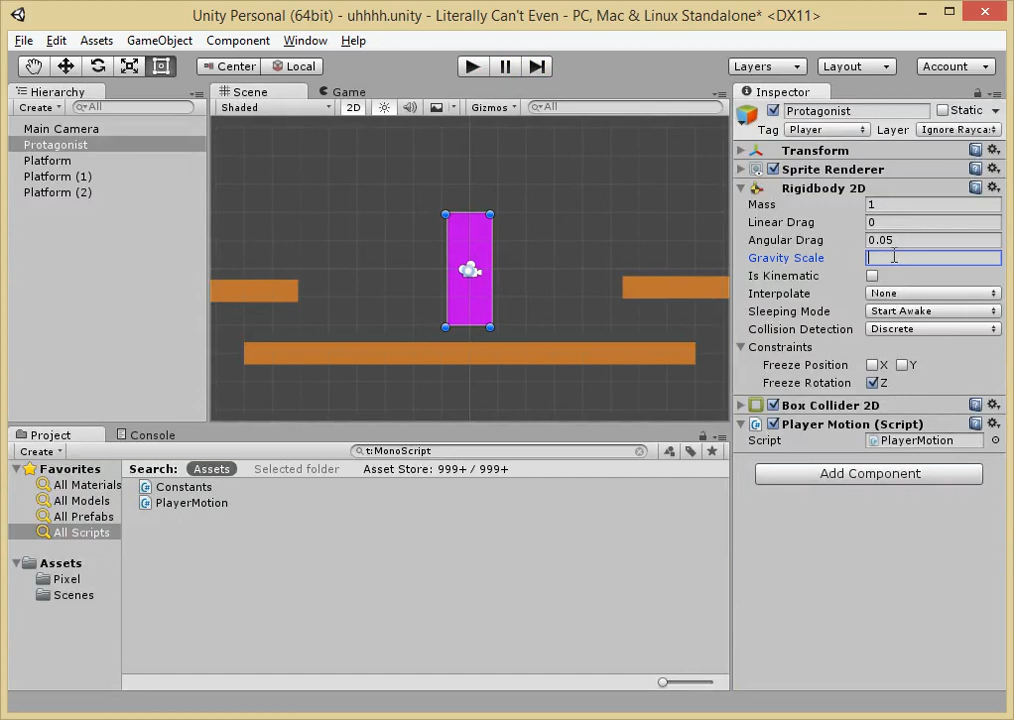 Unity Personal (64bit) - uhhhh.unity - Literally Can't Even - PC, Mac & Linux Standalone* <DX11>
File Edit Assets GameObject Component Window Help
Center Local Layers Layout Account
Hierarchy
Create All
Main Camera
Protagonist
Platform
Platform (1)
Platform (2)
Scene Game
Shaded 2D Gizmos All
Inspector
Protagonist Static
Tag Player Layer Ignore Rayca
Transform
Sprite Renderer
Rigidbody 2D
Mass 1
Linear Drag 0
Angular Drag 0.05
Gravity Scale
Is Kinematic
Interpolate None
Sleeping Mode Start Awake
Collision Detection Discrete
Constraints
Freeze Position X Y
Freeze Rotation Z
Box Collider 2D
Player Motion (Script)
Script PlayerMotion
Add Component
Project Console
Create t:MonoScript
Favorites
All Materials
All Models
All Prefabs
All Scripts
Assets
Pixel
Scenes
Search: Assets Selected folder Asset Store: 999+ / 999+
Constants
PlayerMotion